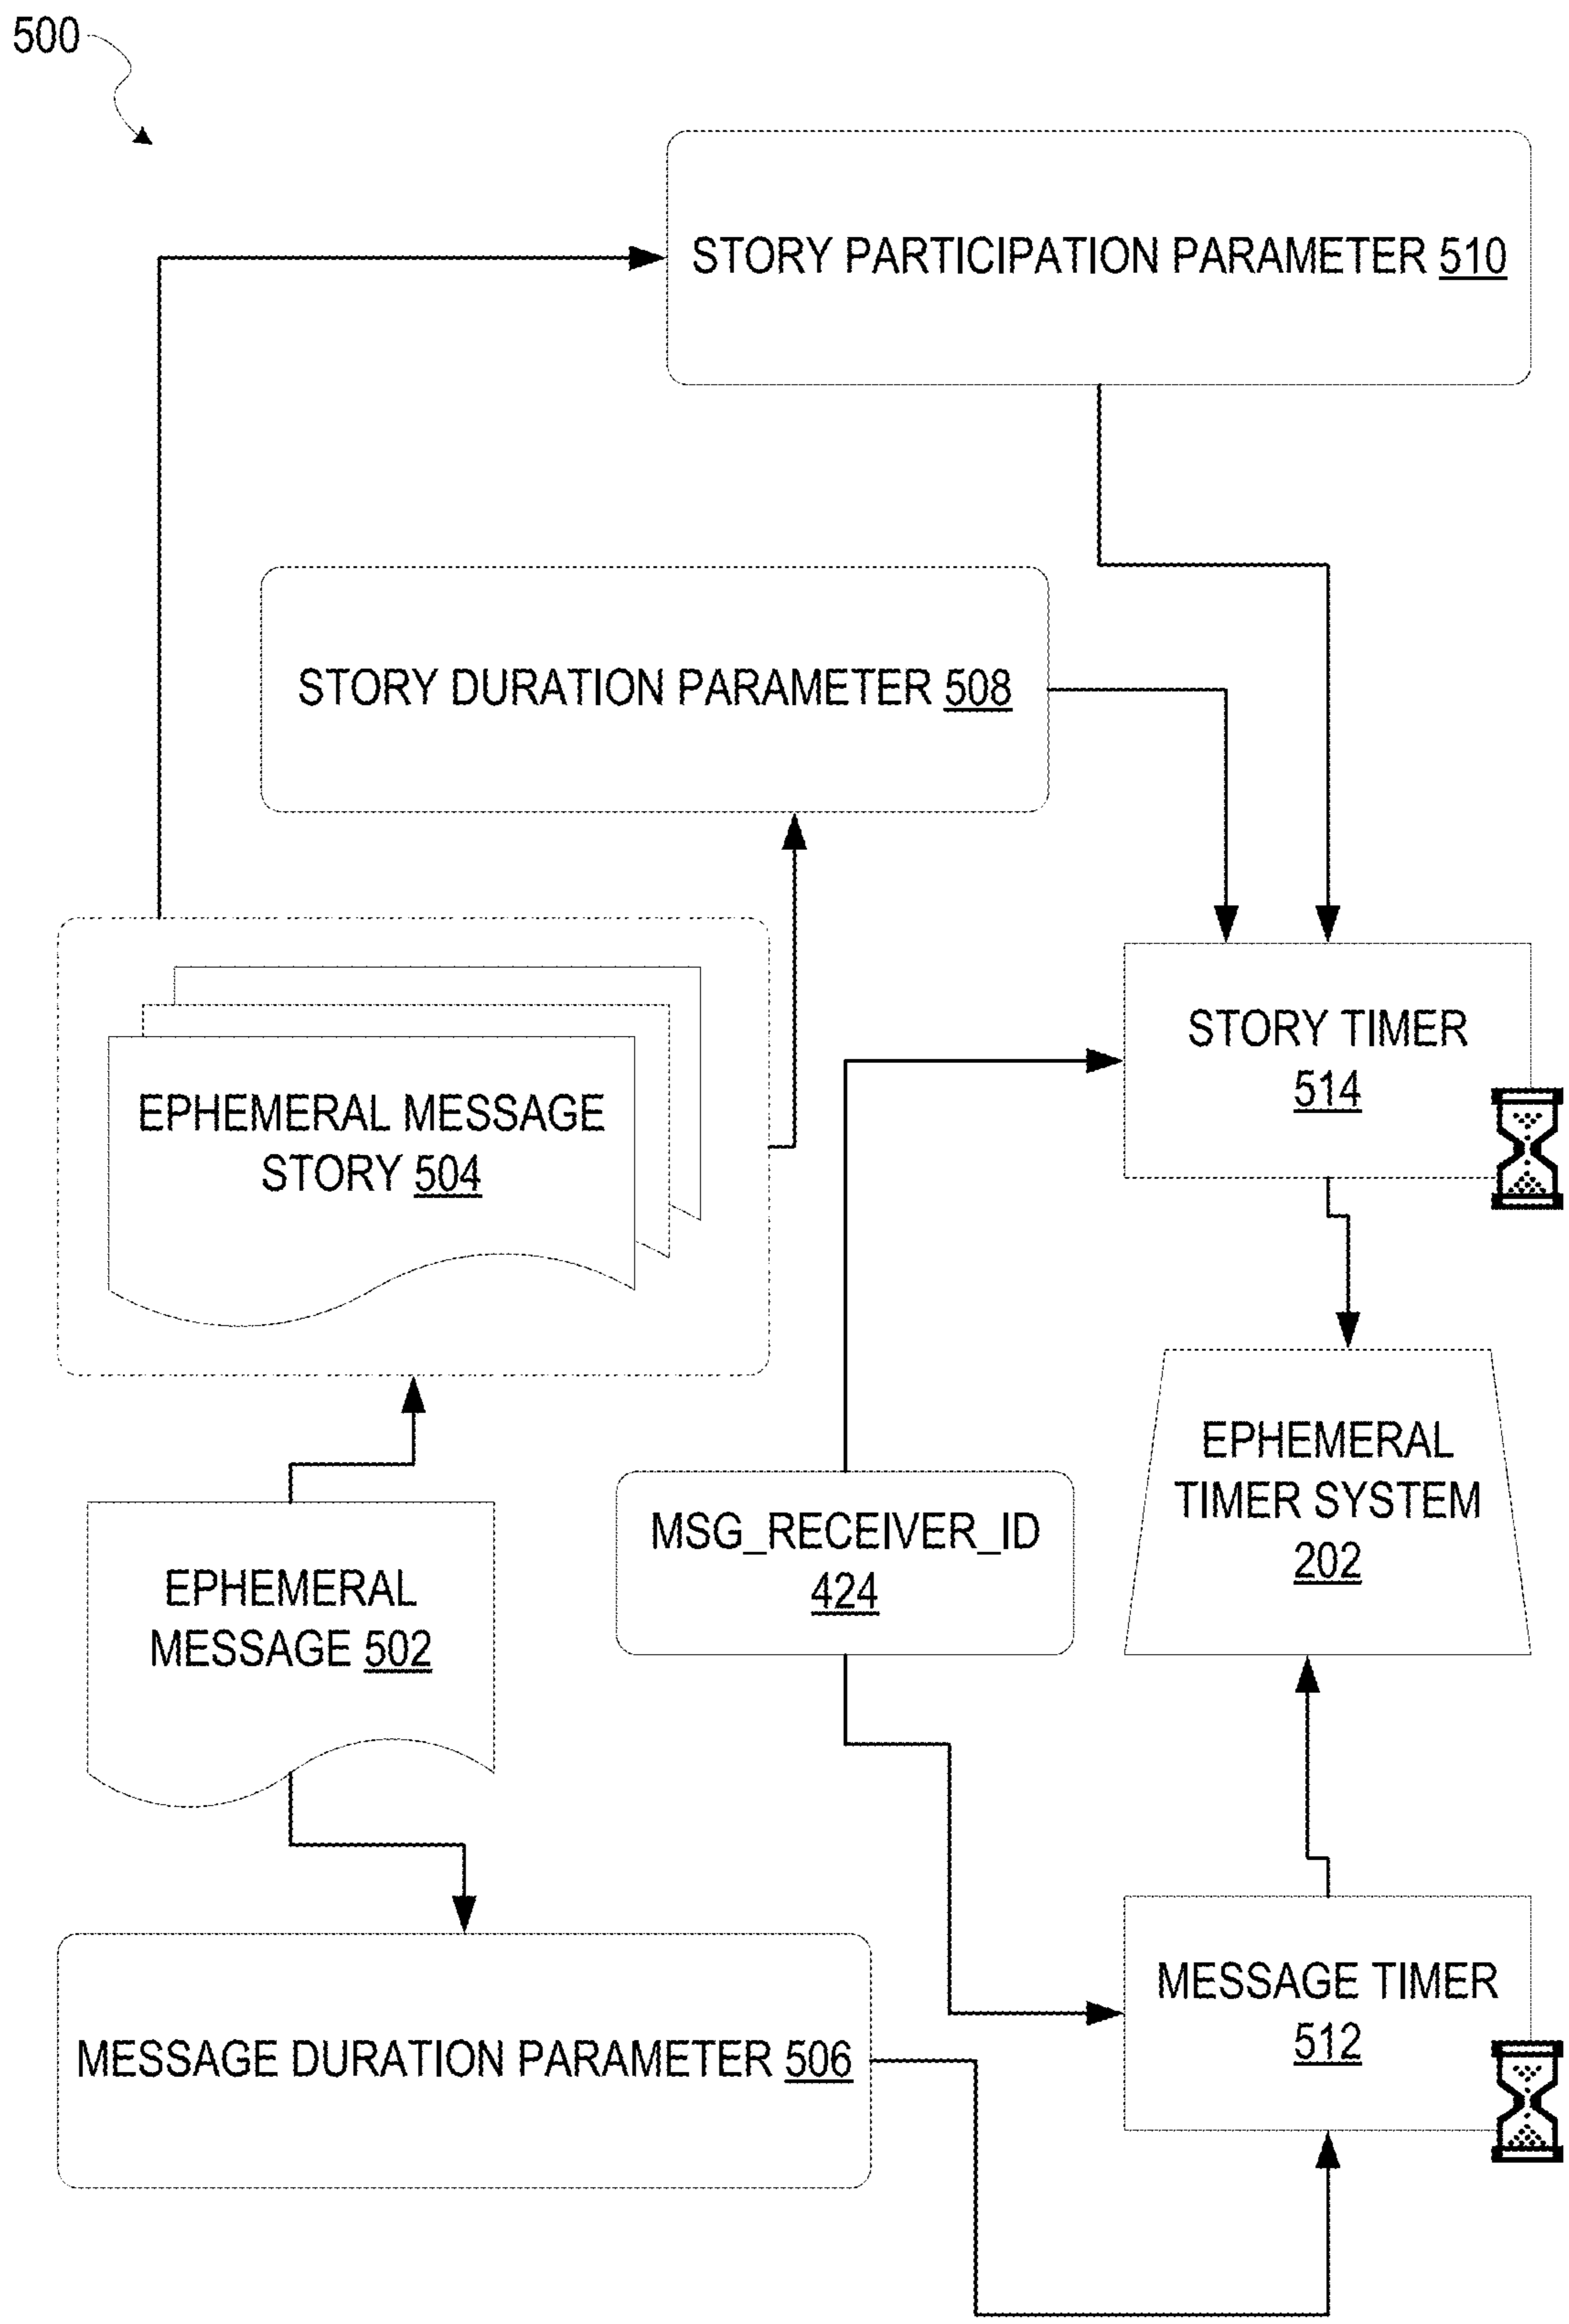 500
STORY PARTICIPATION PARAMETER 510
STORY DURATION PARAMETER 508
EPHEMERAL MESSAGE
STORY 504
STORY TIMER
514
EPHEMERAL
TIMER SYSTEM
202
MSG_RECEIVER_ID
424
EPHEMERAL
MESSAGE 502
MESSAGE TIMER
512
MESSAGE DURATION PARAMETER 506